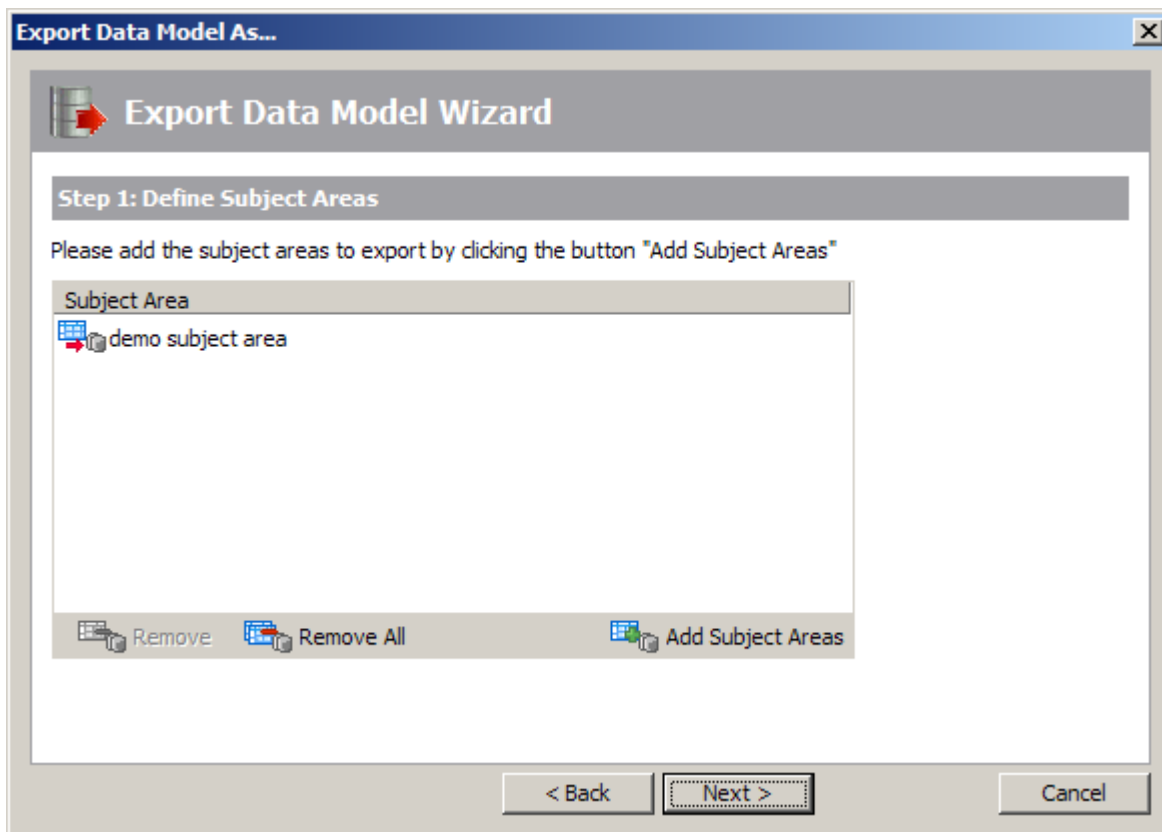 Export Data Model As...
Export Data Model Wizard
Step 1: Define Subject Areas
Please add the subject areas to export by clicking the button "Add Subject Areas"
Subject Area
demo subject area
Remove Remove All Add Subject Areas
< Back Next > Cancel